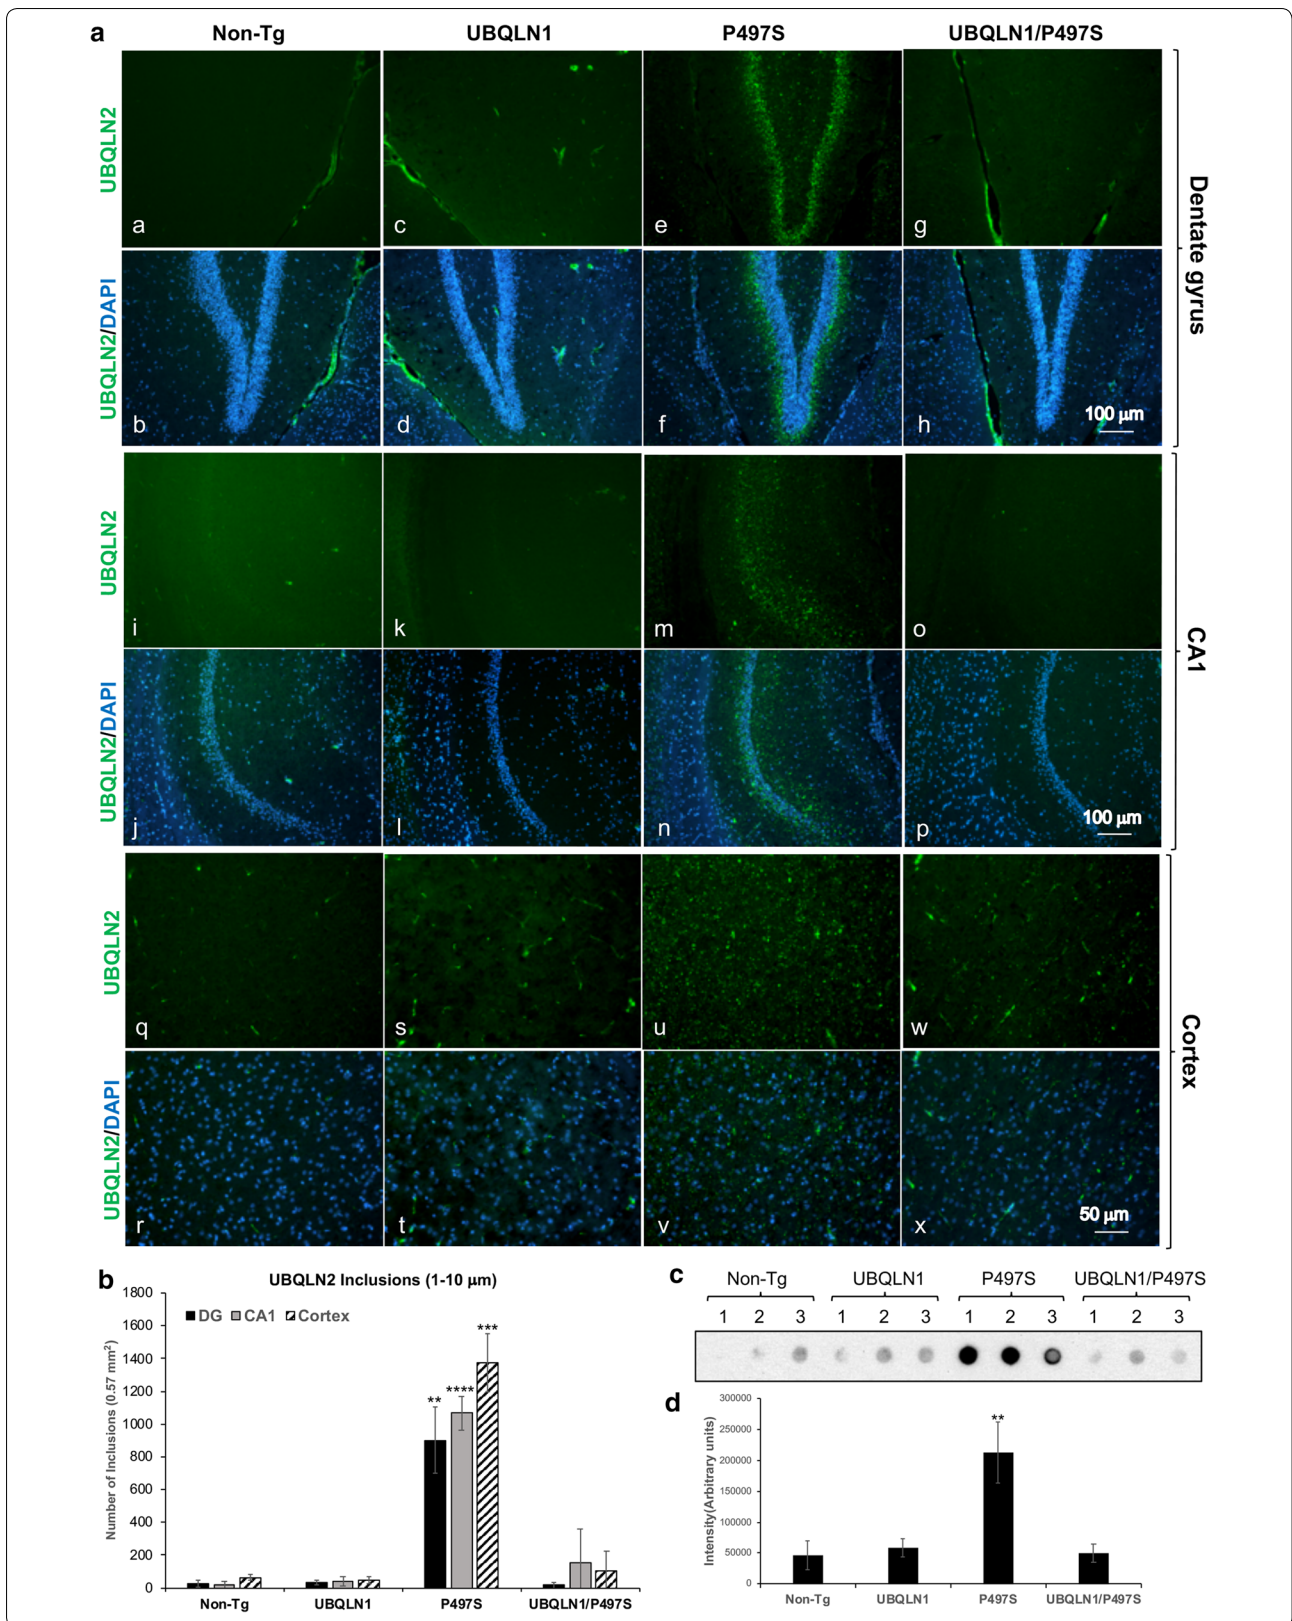 a
Non-Tg UBQLN1 P497S UBQLN1/P497S
UBQLN2
a c e g
UBQLN2/DAPI
b d f h
100 µm
Dentate gyrus
UBQLN2
i k m o
UBQLN2/DAPI
j l n p
100 µm
CA1
UBQLN2
q s u w
UBQLN2/DAPI
r t v x
50 µm
Cortex
b
UBQLN2 Inclusions (1-10 µm)
Number of Inclusions (0.57 mm²)
1800
1600
1400
1200
1000
800
600
400
200
0
DG CA1 Cortex
** **** ***
Non-Tg UBQLN1 P497S UBQLN1/P497S
c
Non-Tg UBQLN1 P497S UBQLN1/P497S
1 2 3 1 2 3 1 2 3 1 2 3
d
Intensity(Arbitrary units)
300000
250000
200000
150000
100000
50000
0
**
Non-Tg UBQLN1 P497S UBQLN1/P497S